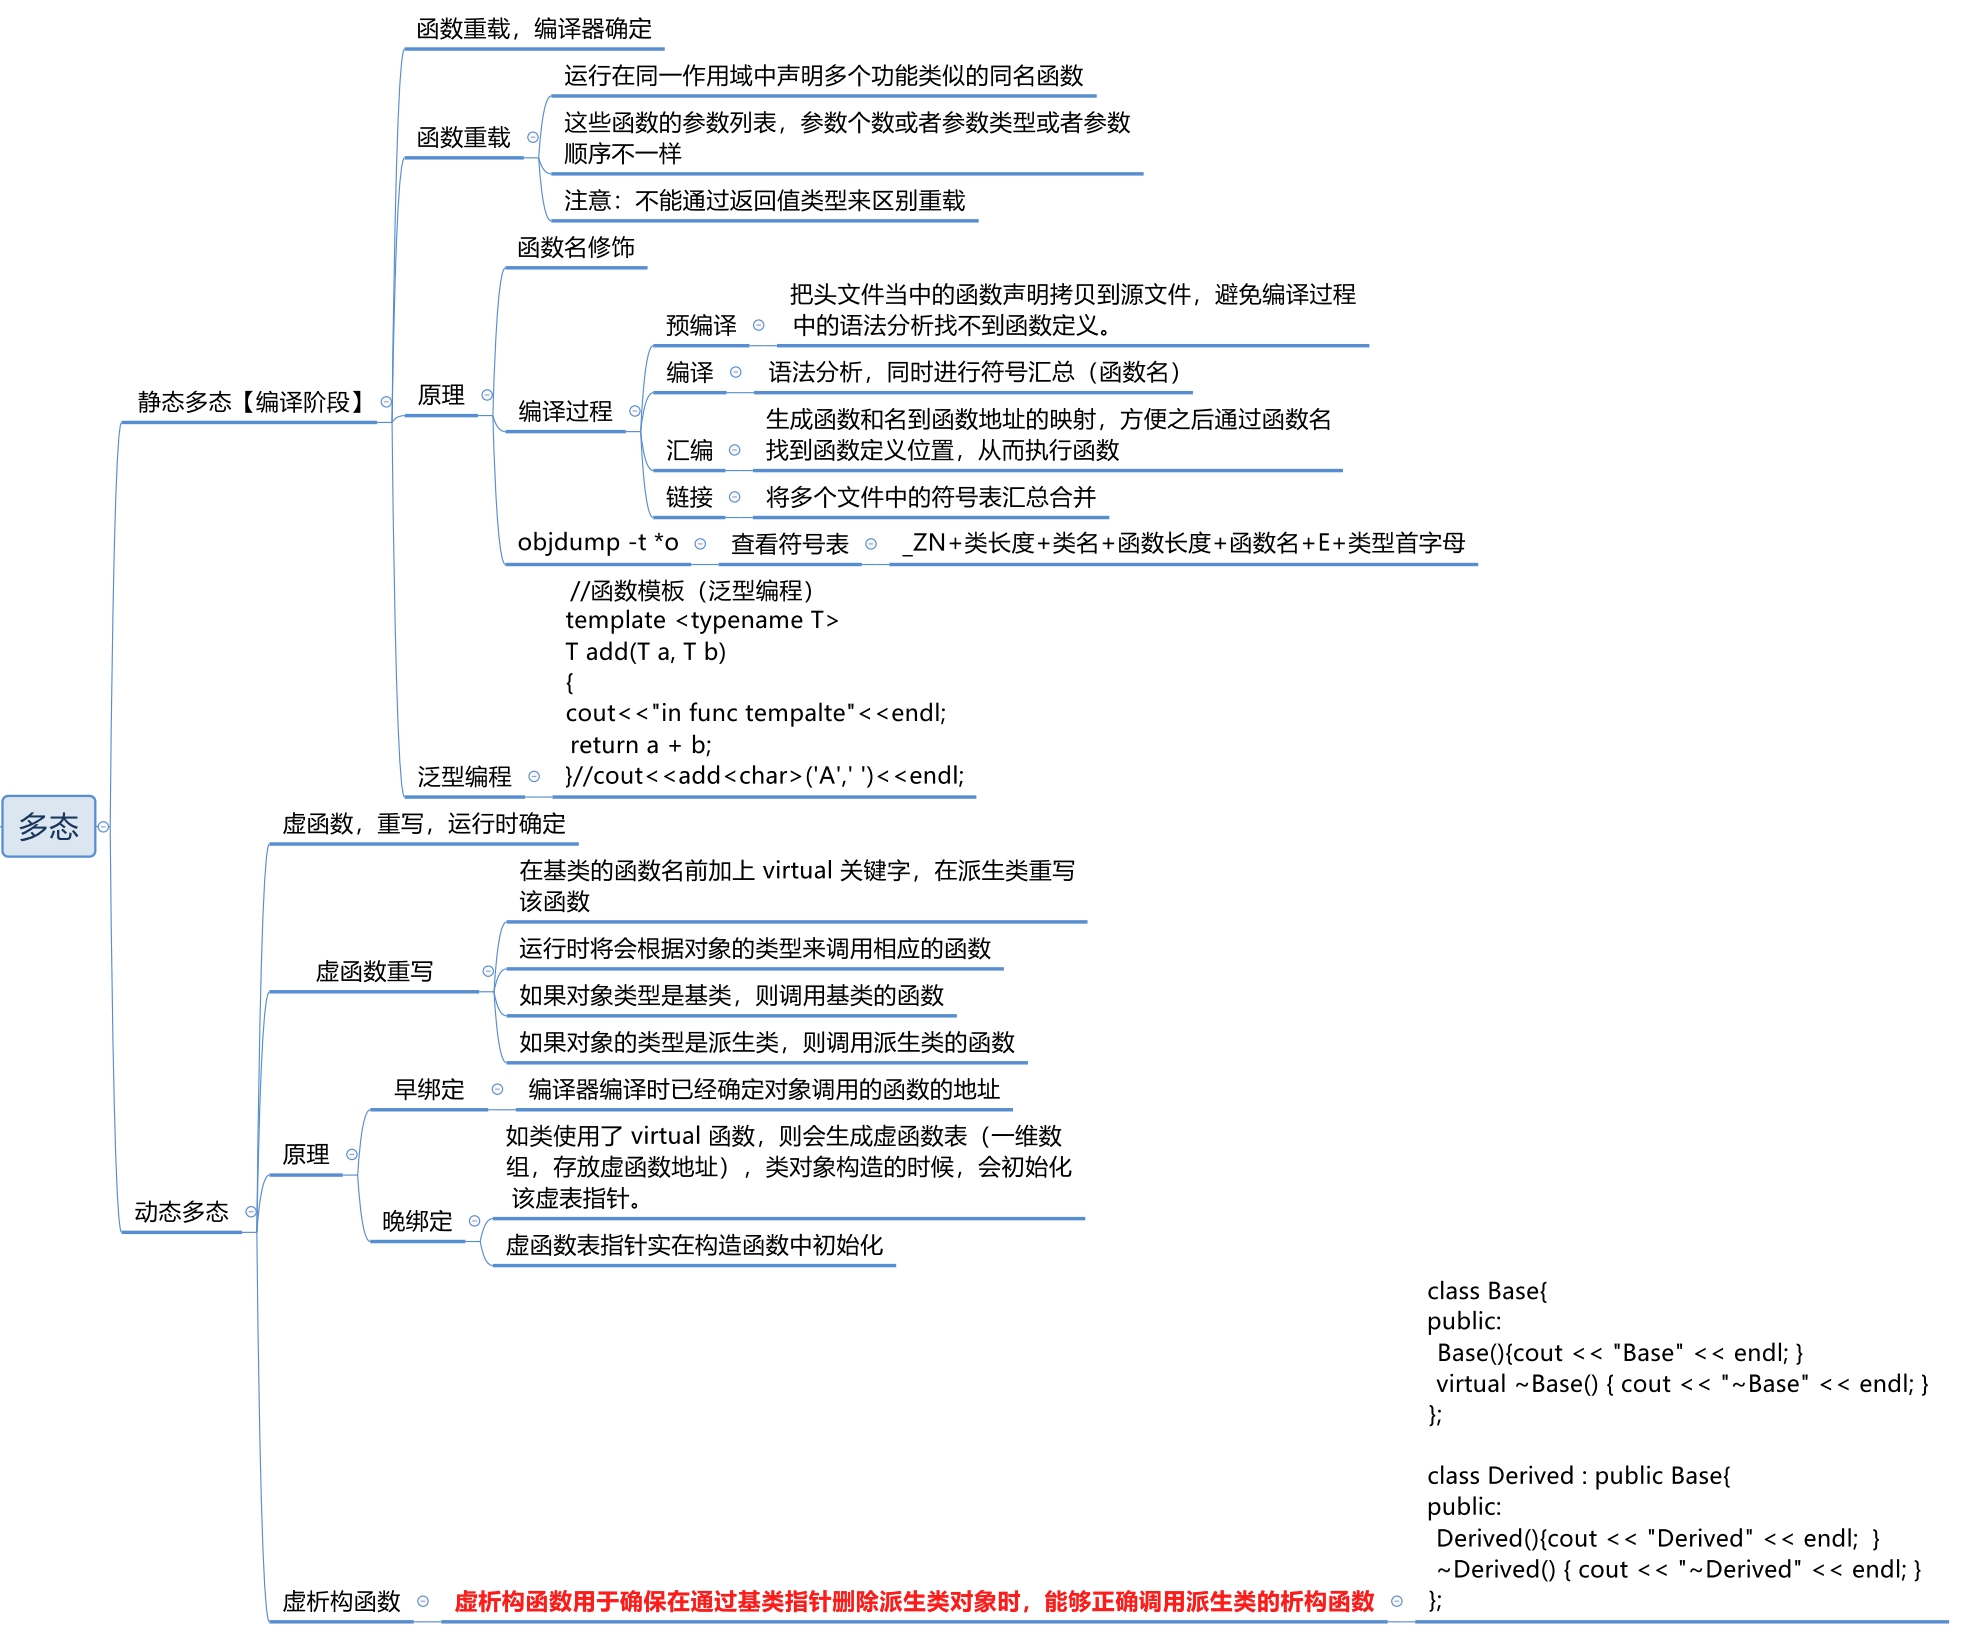 多态
静态多态【编译阶段】
函数重载，编译器确定
函数重载
运行在同一作用域中声明多个功能类似的同名函数
这些函数的参数列表，参数个数或者参数类型或者参数
顺序不一样
注意：不能通过返回值类型来区别重载
原理
函数名修饰
编译过程
预编译
把头文件当中的函数声明拷贝到源文件，避免编译过程
中的语法分析找不到函数定义。
编译
语法分析，同时进行符号汇总（函数名）
汇编
生成函数和名到函数地址的映射，方便之后通过函数名
找到函数定义位置，从而执行函数
链接
将多个文件中的符号表汇总合并
objdump -t *o
查看符号表
_ZN+类长度+类名+函数长度+函数名+E+类型首字母
泛型编程
//函数模板（泛型编程）
template <typename T>
T add(T a, T b)
{
cout<<"in func tempalte"<<endl;
return a + b;
}//cout<<add<char>('A',' ')<<endl;
动态多态
虚函数，重写，运行时确定
虚函数重写
在基类的函数名前加上 virtual 关键字，在派生类重写
该函数
运行时将会根据对象的类型来调用相应的函数
如果对象类型是基类，则调用基类的函数
如果对象的类型是派生类，则调用派生类的函数
原理
早绑定
编译器编译时已经确定对象调用的函数的地址
晚绑定
如类使用了 virtual 函数，则会生成虚函数表（一维数
组，存放虚函数地址），类对象构造的时候，会初始化
该虚表指针。
虚函数表指针实在构造函数中初始化
虚析构函数
虚析构函数用于确保在通过基类指针删除派生类对象时，能够正确调用派生类的析构函数
class Base{
public:
Base(){cout << "Base" << endl; }
virtual ~Base() { cout << "~Base" << endl; }
};
class Derived : public Base{
public:
Derived(){cout << "Derived" << endl;  }
~Derived() { cout << "~Derived" << endl; }
};